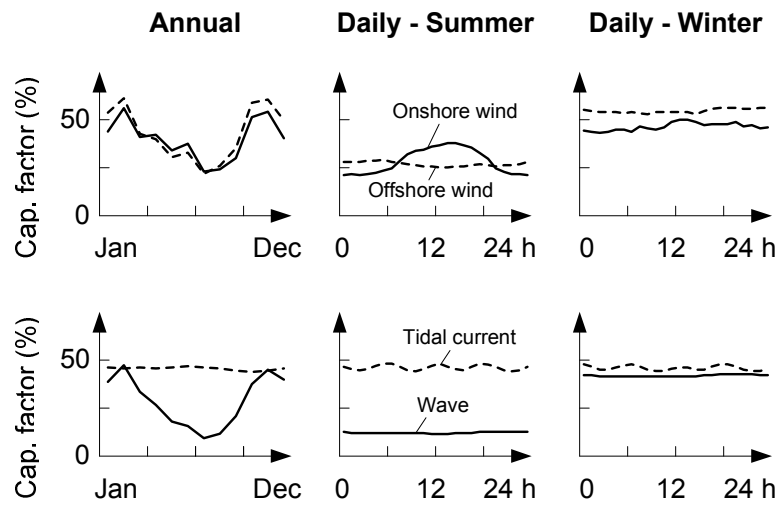 Annual Daily - Summer Daily - Winter
Cap. factor (%)
50
0
Onshore wind
Offshore wind
Jan Dec
0 12 24 h
0 12 24 h
Cap. factor (%)
50
0
Tidal current
Wave
Jan Dec
0 12 24 h
0 12 24 h